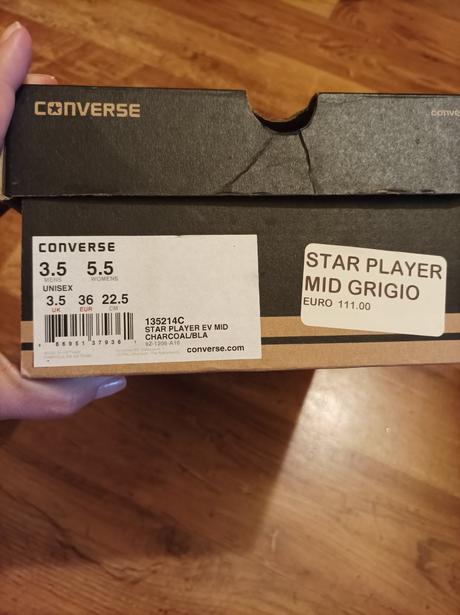 CONVERSE
conve
CONVERSE
3.5 5.5
MENS WOMENS
UNISEX
3.5 36 22.5
UK EUR CM
135214C
STAR PLAYER EV MID
CHARCOAL/BLA
converse.com
STAR PLAYER
MID GRIGIO
EURO 111.00